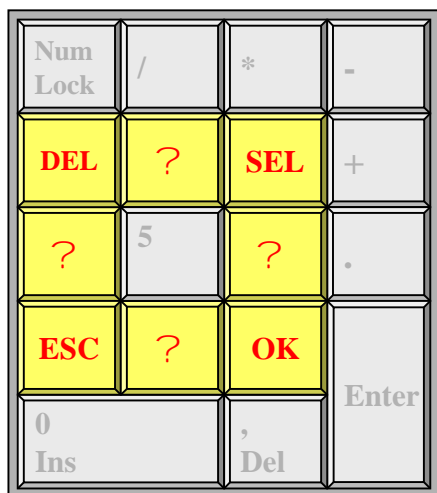 Num
Lock
/
*
-
DEL
?
SEL
+
?
5
?
.
ESC
?
OK
Enter
0
Ins
,
Del